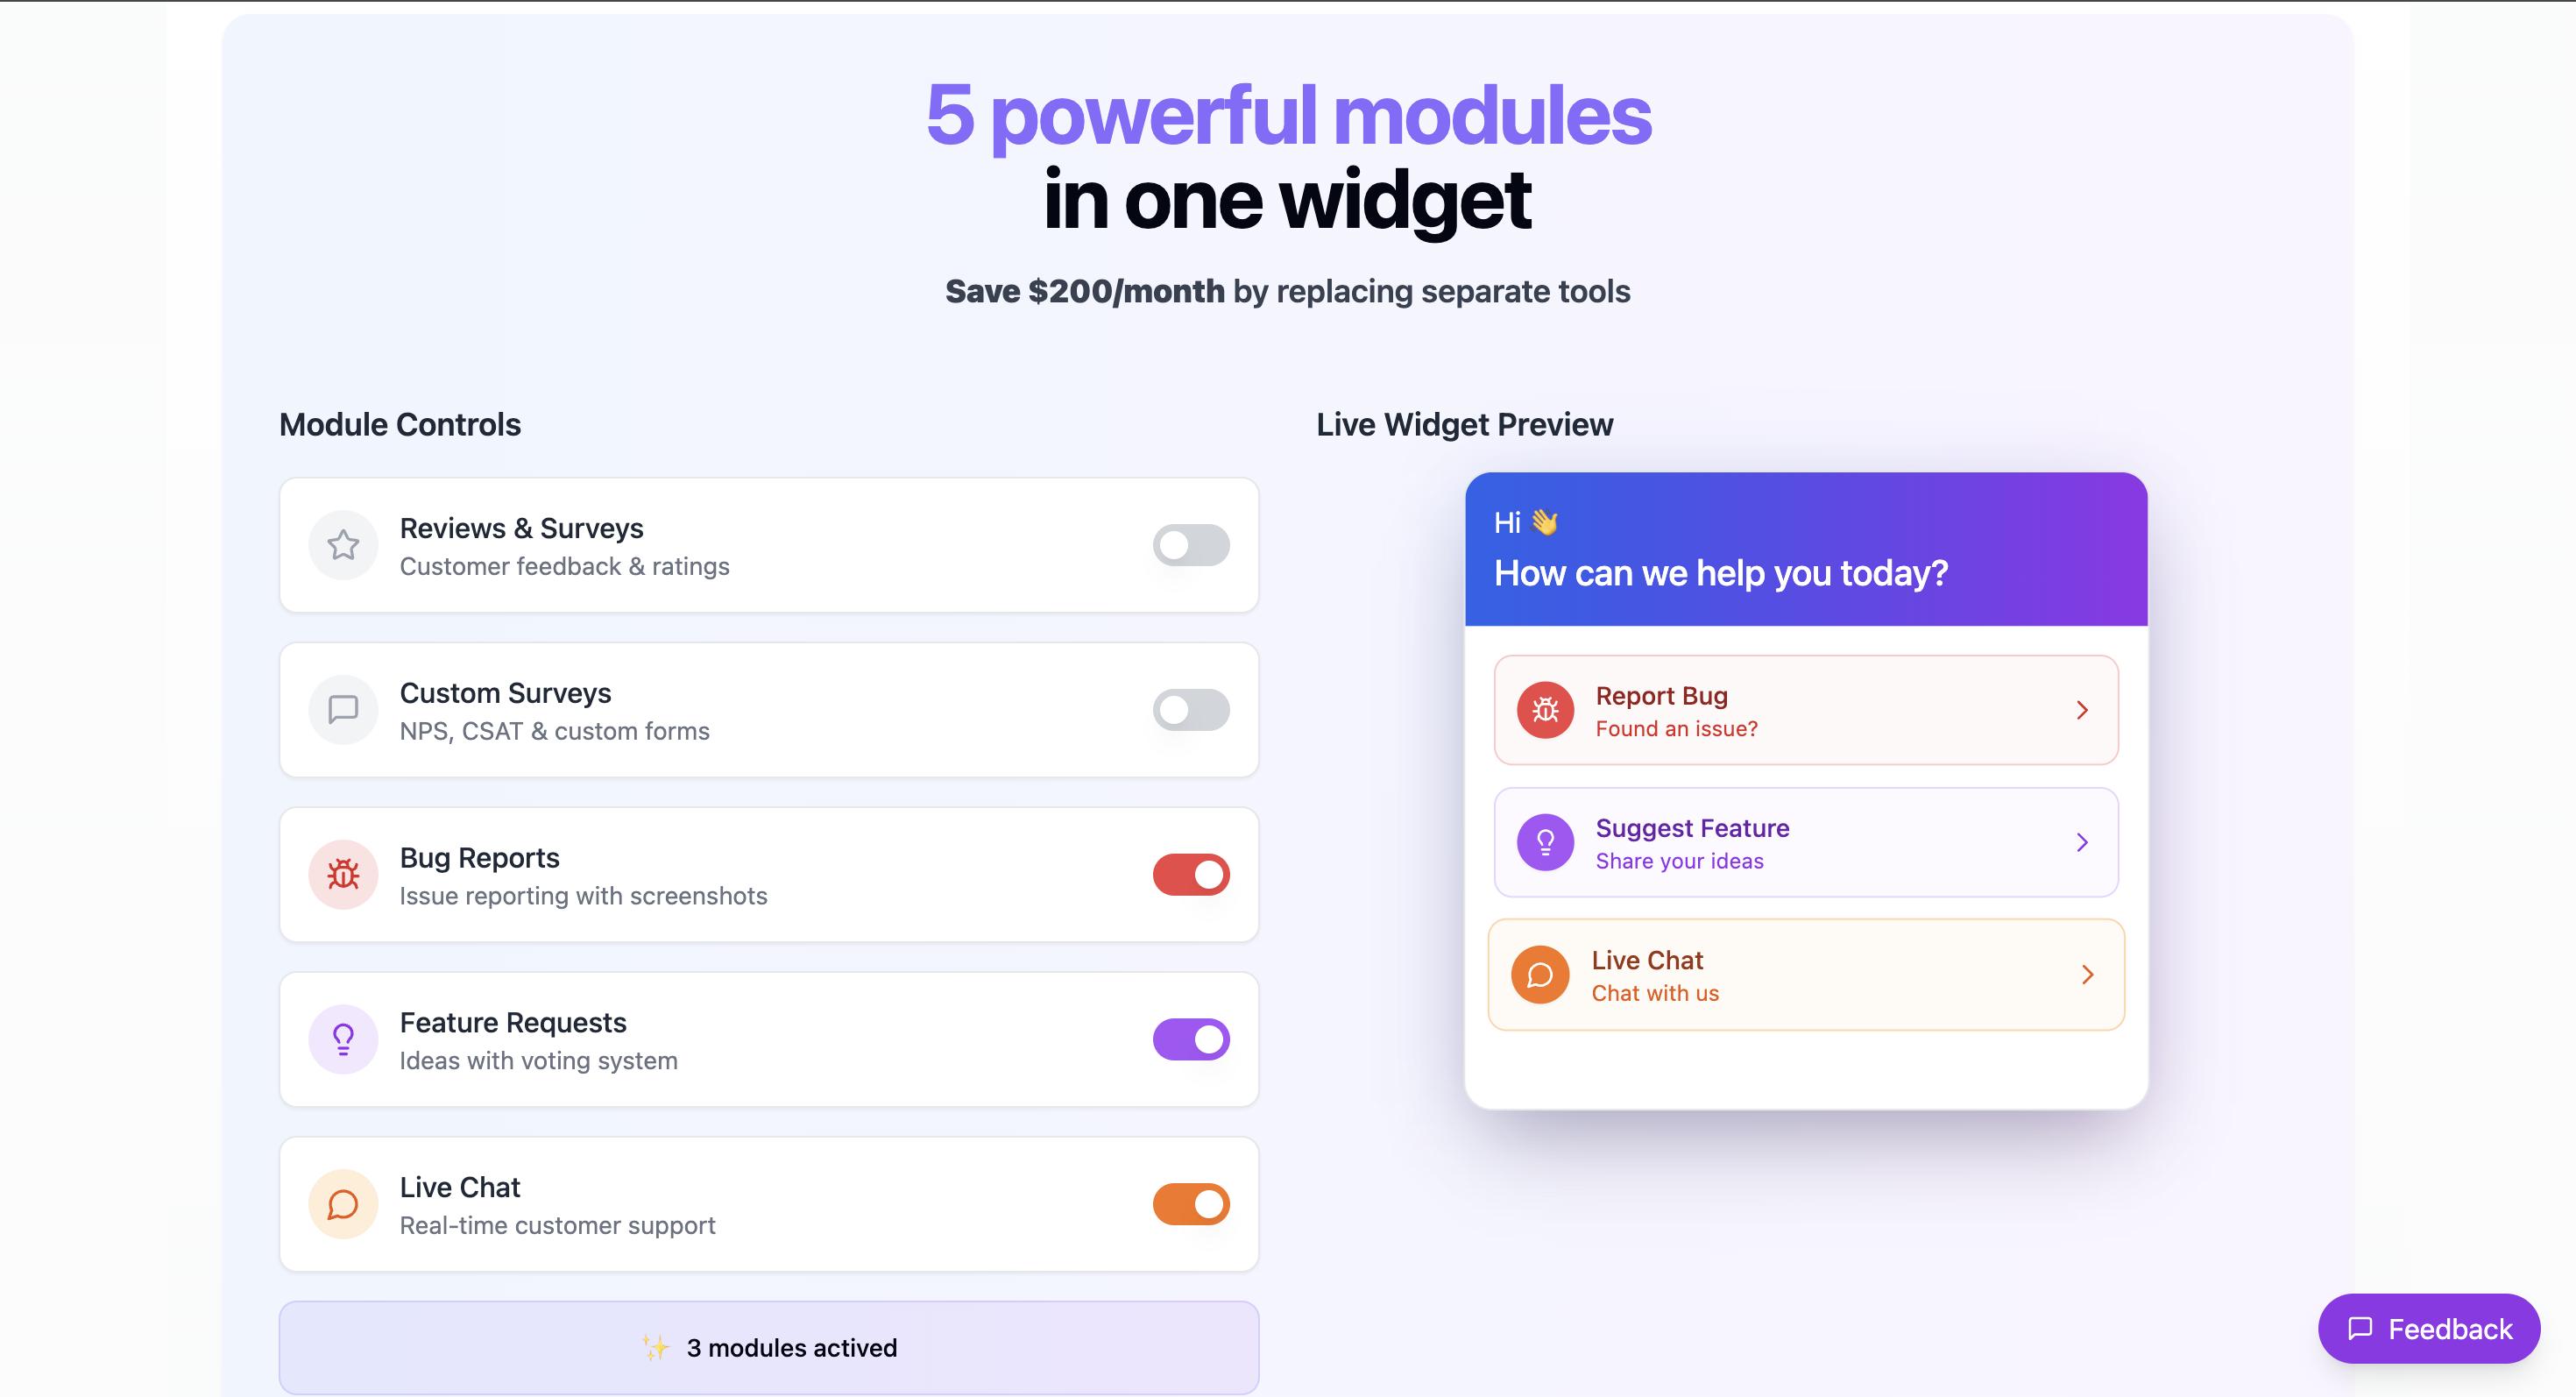 5 powerful modules
in one widget
Save $200/month by replacing separate tools
Module Controls
Reviews & Surveys
Customer feedback & ratings
Custom Surveys
NPS, CSAT & custom forms
Bug Reports
Issue reporting with screenshots
Feature Requests
Ideas with voting system
Live Chat
Real-time customer support
✨ 3 modules actived
Live Widget Preview
Hi 👋
How can we help you today?
Report Bug
Found an issue?
Suggest Feature
Share your ideas
Live Chat
Chat with us
Feedback